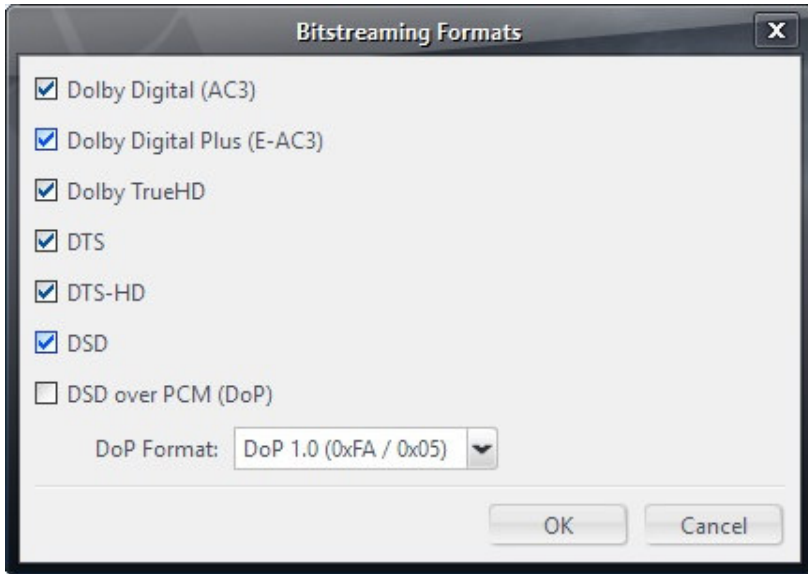 Bitstreaming Formats
Dolby Digital (AC3)
Dolby Digital Plus (E-AC3)
Dolby TrueHD
DTS
DTS-HD
DSD
DSD over PCM (DoP)
DoP Format: DoP 1.0 (0xFA / 0x05)
OK Cancel